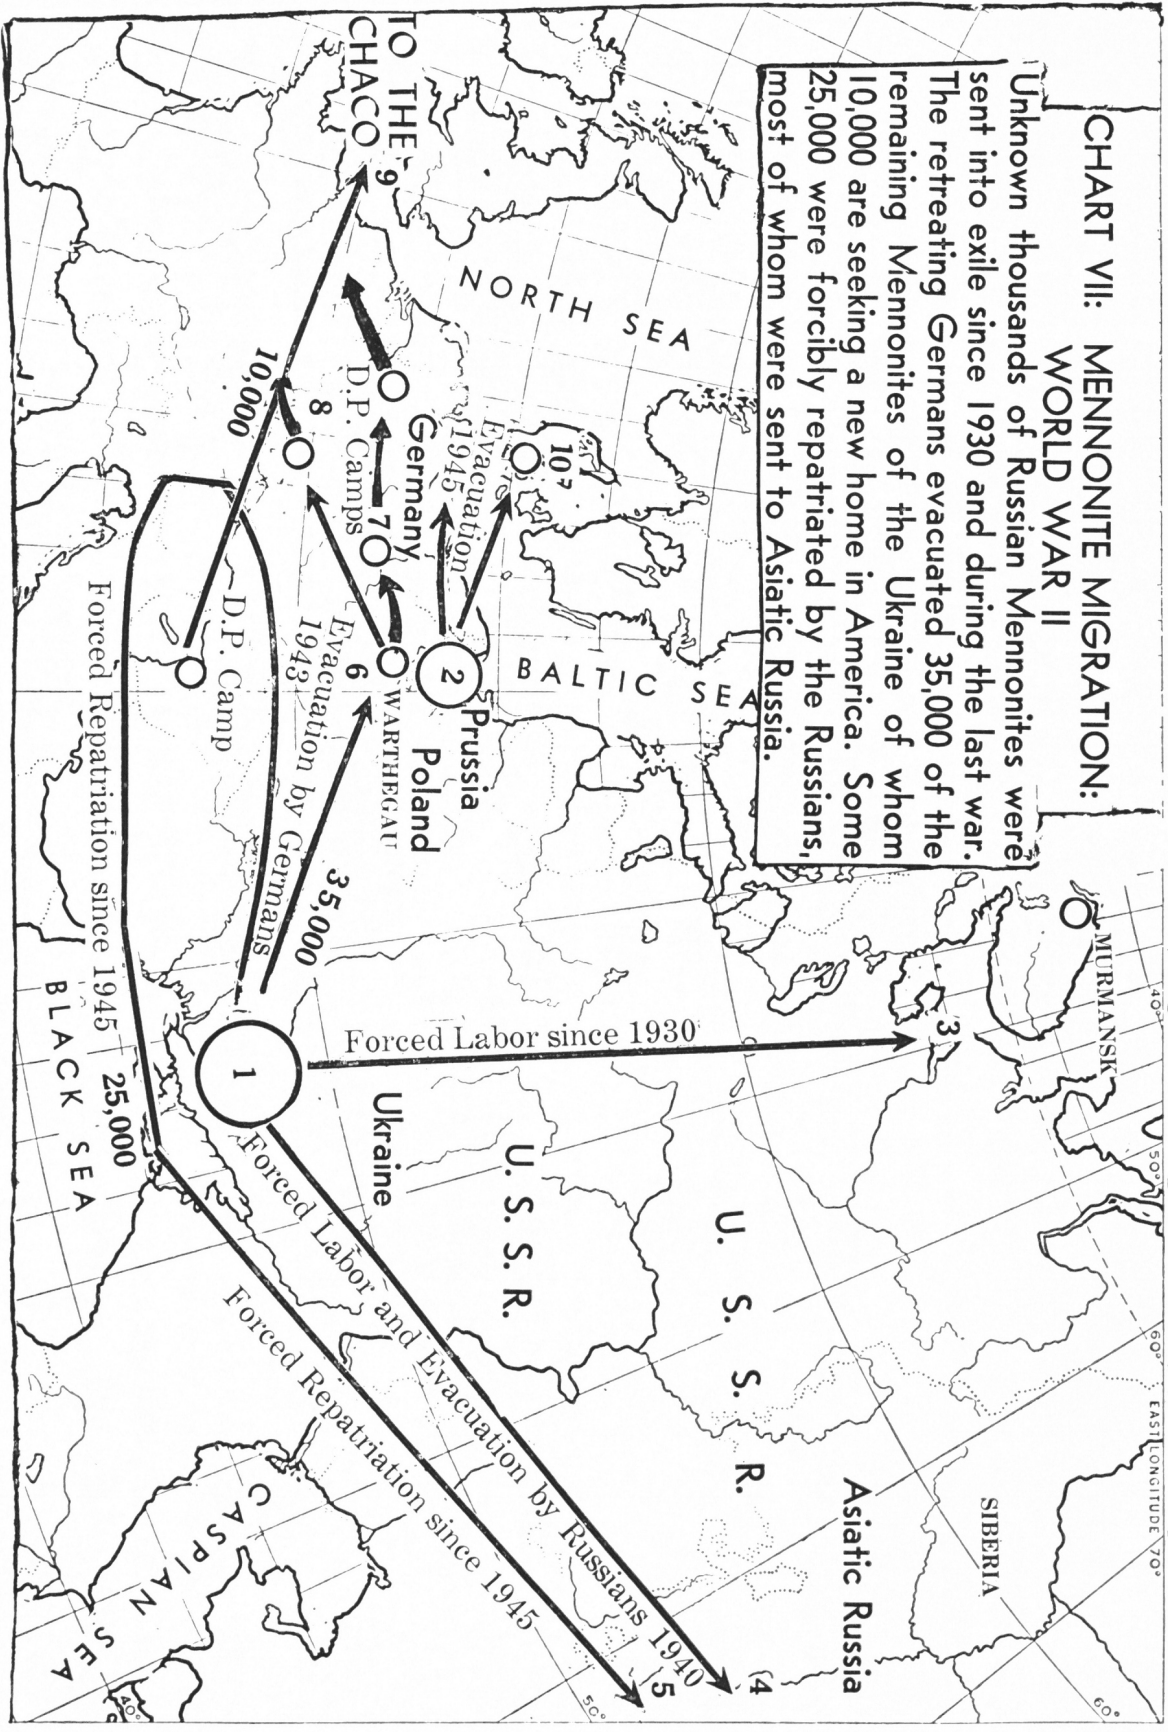 CHART VII: MENNONITE MIGRATION:
WORLD WAR II
Unknown thousands of Russian Mennonites were
sent into exile since 1930 and during the last war.
The retreating Germans evacuated 35,000 of the
remaining Mennonites of the Ukraine of whom
10,000 are seeking a new home in America. Some
25,000 were forcibly repatriated by the Russians,
most of whom were sent to Asiatic Russia.
MURMANSK
40°
50°
60°
EAST LONGITUDE 70°
SIBERIA
3
Asiatic Russia
60°
U. S. S. R.
4
NORTH SEA
BALTIC SEA
10
U. S. S. R.
5
50°
Evacuation
1945
2
Prussia
Germany
Poland
WARTHEGAU
TO THE
CHACO
9
D.P. Camps
7
6
8
Evacuation by Germans
1943
35,000
10,000
Forced Labor since 1930
Ukraine
1
Forced Labor and Evacuation by Russians 1940
D.P. Camp
Forced Repatriation since 1945
25,000
Forced Repatriation since 1945
BLACK SEA
CASPIAN SEA
40°